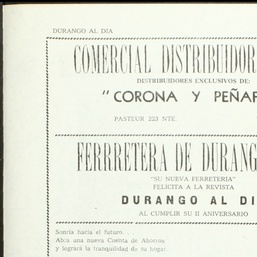 DURANGO AL DIA
COMERCIAL DISTRIBUIDOR
DISTRIBUIDORES EXCLUSIVOS DE:
"CORONA Y PEÑAF
PASTEUR 223 NTE.
FERRRETERA DE DURANG
"SU NUEVA FERRETERIA"
FELICITA A LA REVISTA
DURANGO AL DI
AL CUMPLIR SU II ANIVERSARIO
Sonría hacia el futuro. . .
Abra una nueva Cuenta de Ahorros
y logrará la tranquilidad de su hogar.